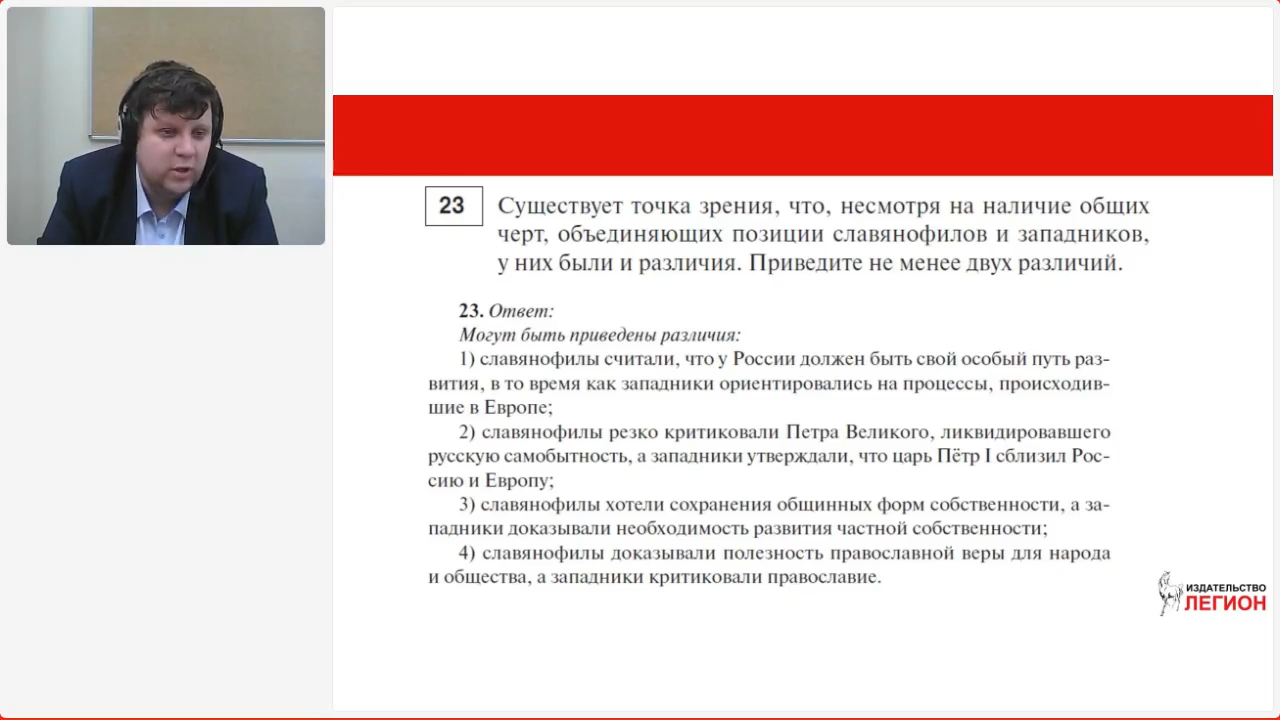 23
Существует точка зрения, что, несмотря на наличие общих
черт, объединяющих позиции славянофилов и западников,
у них были и различия. Приведите не менее двух различий.
23. Ответ:
Могут быть приведены различия:
1) славянофилы считали, что у России должен быть свой особый путь раз-
вития, в то время как западники ориентировались на процессы, происходив-
шие в Европе;
2) славянофилы резко критиковали Петра Великого, ликвидировавшего
русскую самобытность, а западники утверждали, что царь Пётр I сблизил Рос-
сию и Европу;
3) славянофилы хотели сохранения общинных форм собственности, а за-
падники доказывали необходимость развития частной собственности;
4) славянофилы доказывали полезность православной веры для народа
и общества, а западники критиковали православие.
ИЗДАТЕЛЬСТВО
ЛЕГИОН